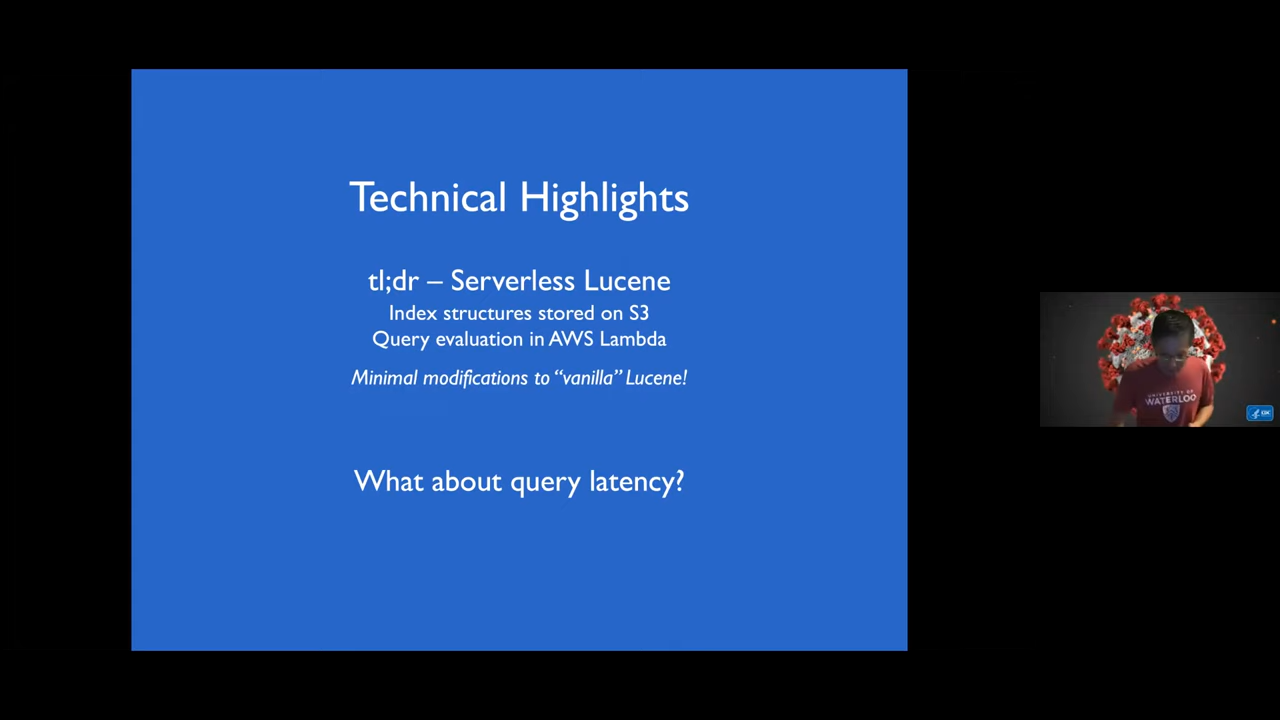 Technical Highlights
tl;dr – Serverless Lucene
Index structures stored on S3
Query evaluation in AWS Lambda
Minimal modifications to “vanilla” Lucene!
What about query latency?
UNIVERSITY OF
WATERLOO
CDC